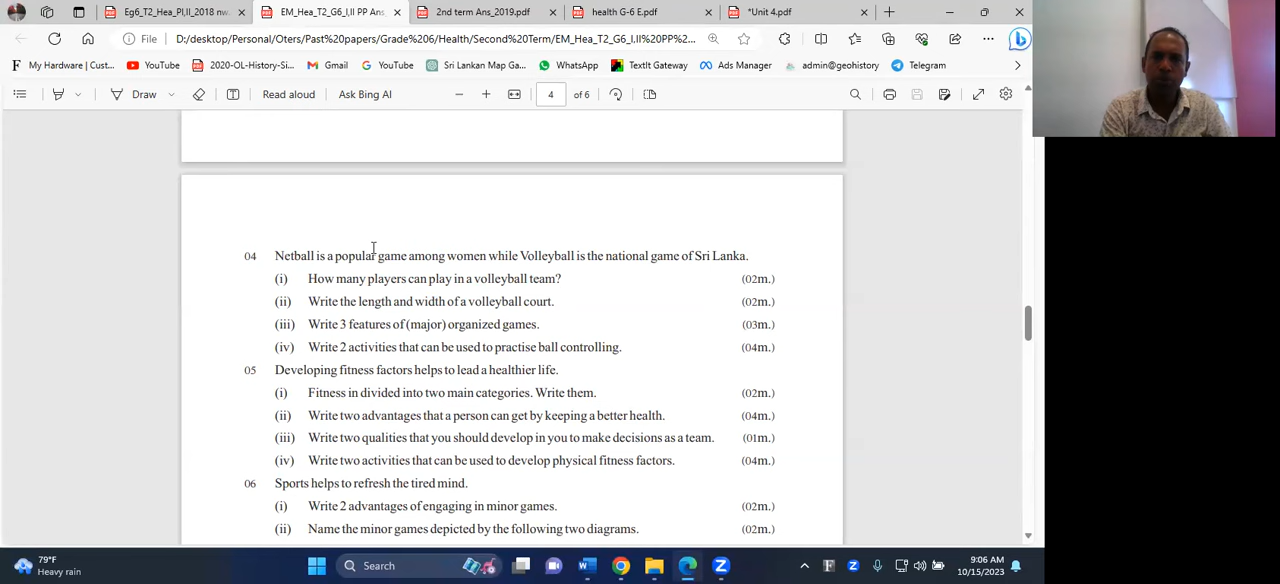 Eg6_T2_Hea_PI,II_2018 nw.
EM_Hea_T2_G6_I,II PP Ans_
2nd term Ans_2019.pdf
health G-6 E.pdf
*Unit 4.pdf
File
D:/desktop/Personal/Oters/Past%20papers/Grade%206/Health/Second%20Term/EM_Hea_T2_G6_I,II%20PP%2...
My Hardware | Cust...
YouTube
2020-OL-History-Si...
Gmail
YouTube
Sri Lankan Map Ga...
WhatsApp
TextIt Gateway
Ads Manager
admin@geohistory
Telegram
Draw
Read aloud
Ask Bing AI
4
of 6
04 Netball is a popular game among women while Volleyball is the national game of Sri Lanka.
(i) How many players can play in a volleyball team? (02m.)
(ii) Write the length and width of a volleyball court. (02m.)
(iii) Write 3 features of (major) organized games. (03m.)
(iv) Write 2 activities that can be used to practise ball controlling. (04m.)
05 Developing fitness factors helps to lead a healthier life.
(i) Fitness in divided into two main categories. Write them. (02m.)
(ii) Write two advantages that a person can get by keeping a better health. (04m.)
(iii) Write two qualities that you should develop in you to make decisions as a team. (01m.)
(iv) Write two activities that can be used to develop physical fitness factors. (04m.)
06 Sports helps to refresh the tired mind.
(i) Write 2 advantages of engaging in minor games. (02m.)
(ii) Name the minor games depicted by the following two diagrams. (02m.)
79°F
Heavy rain
Search
9:06 AM
10/15/2023